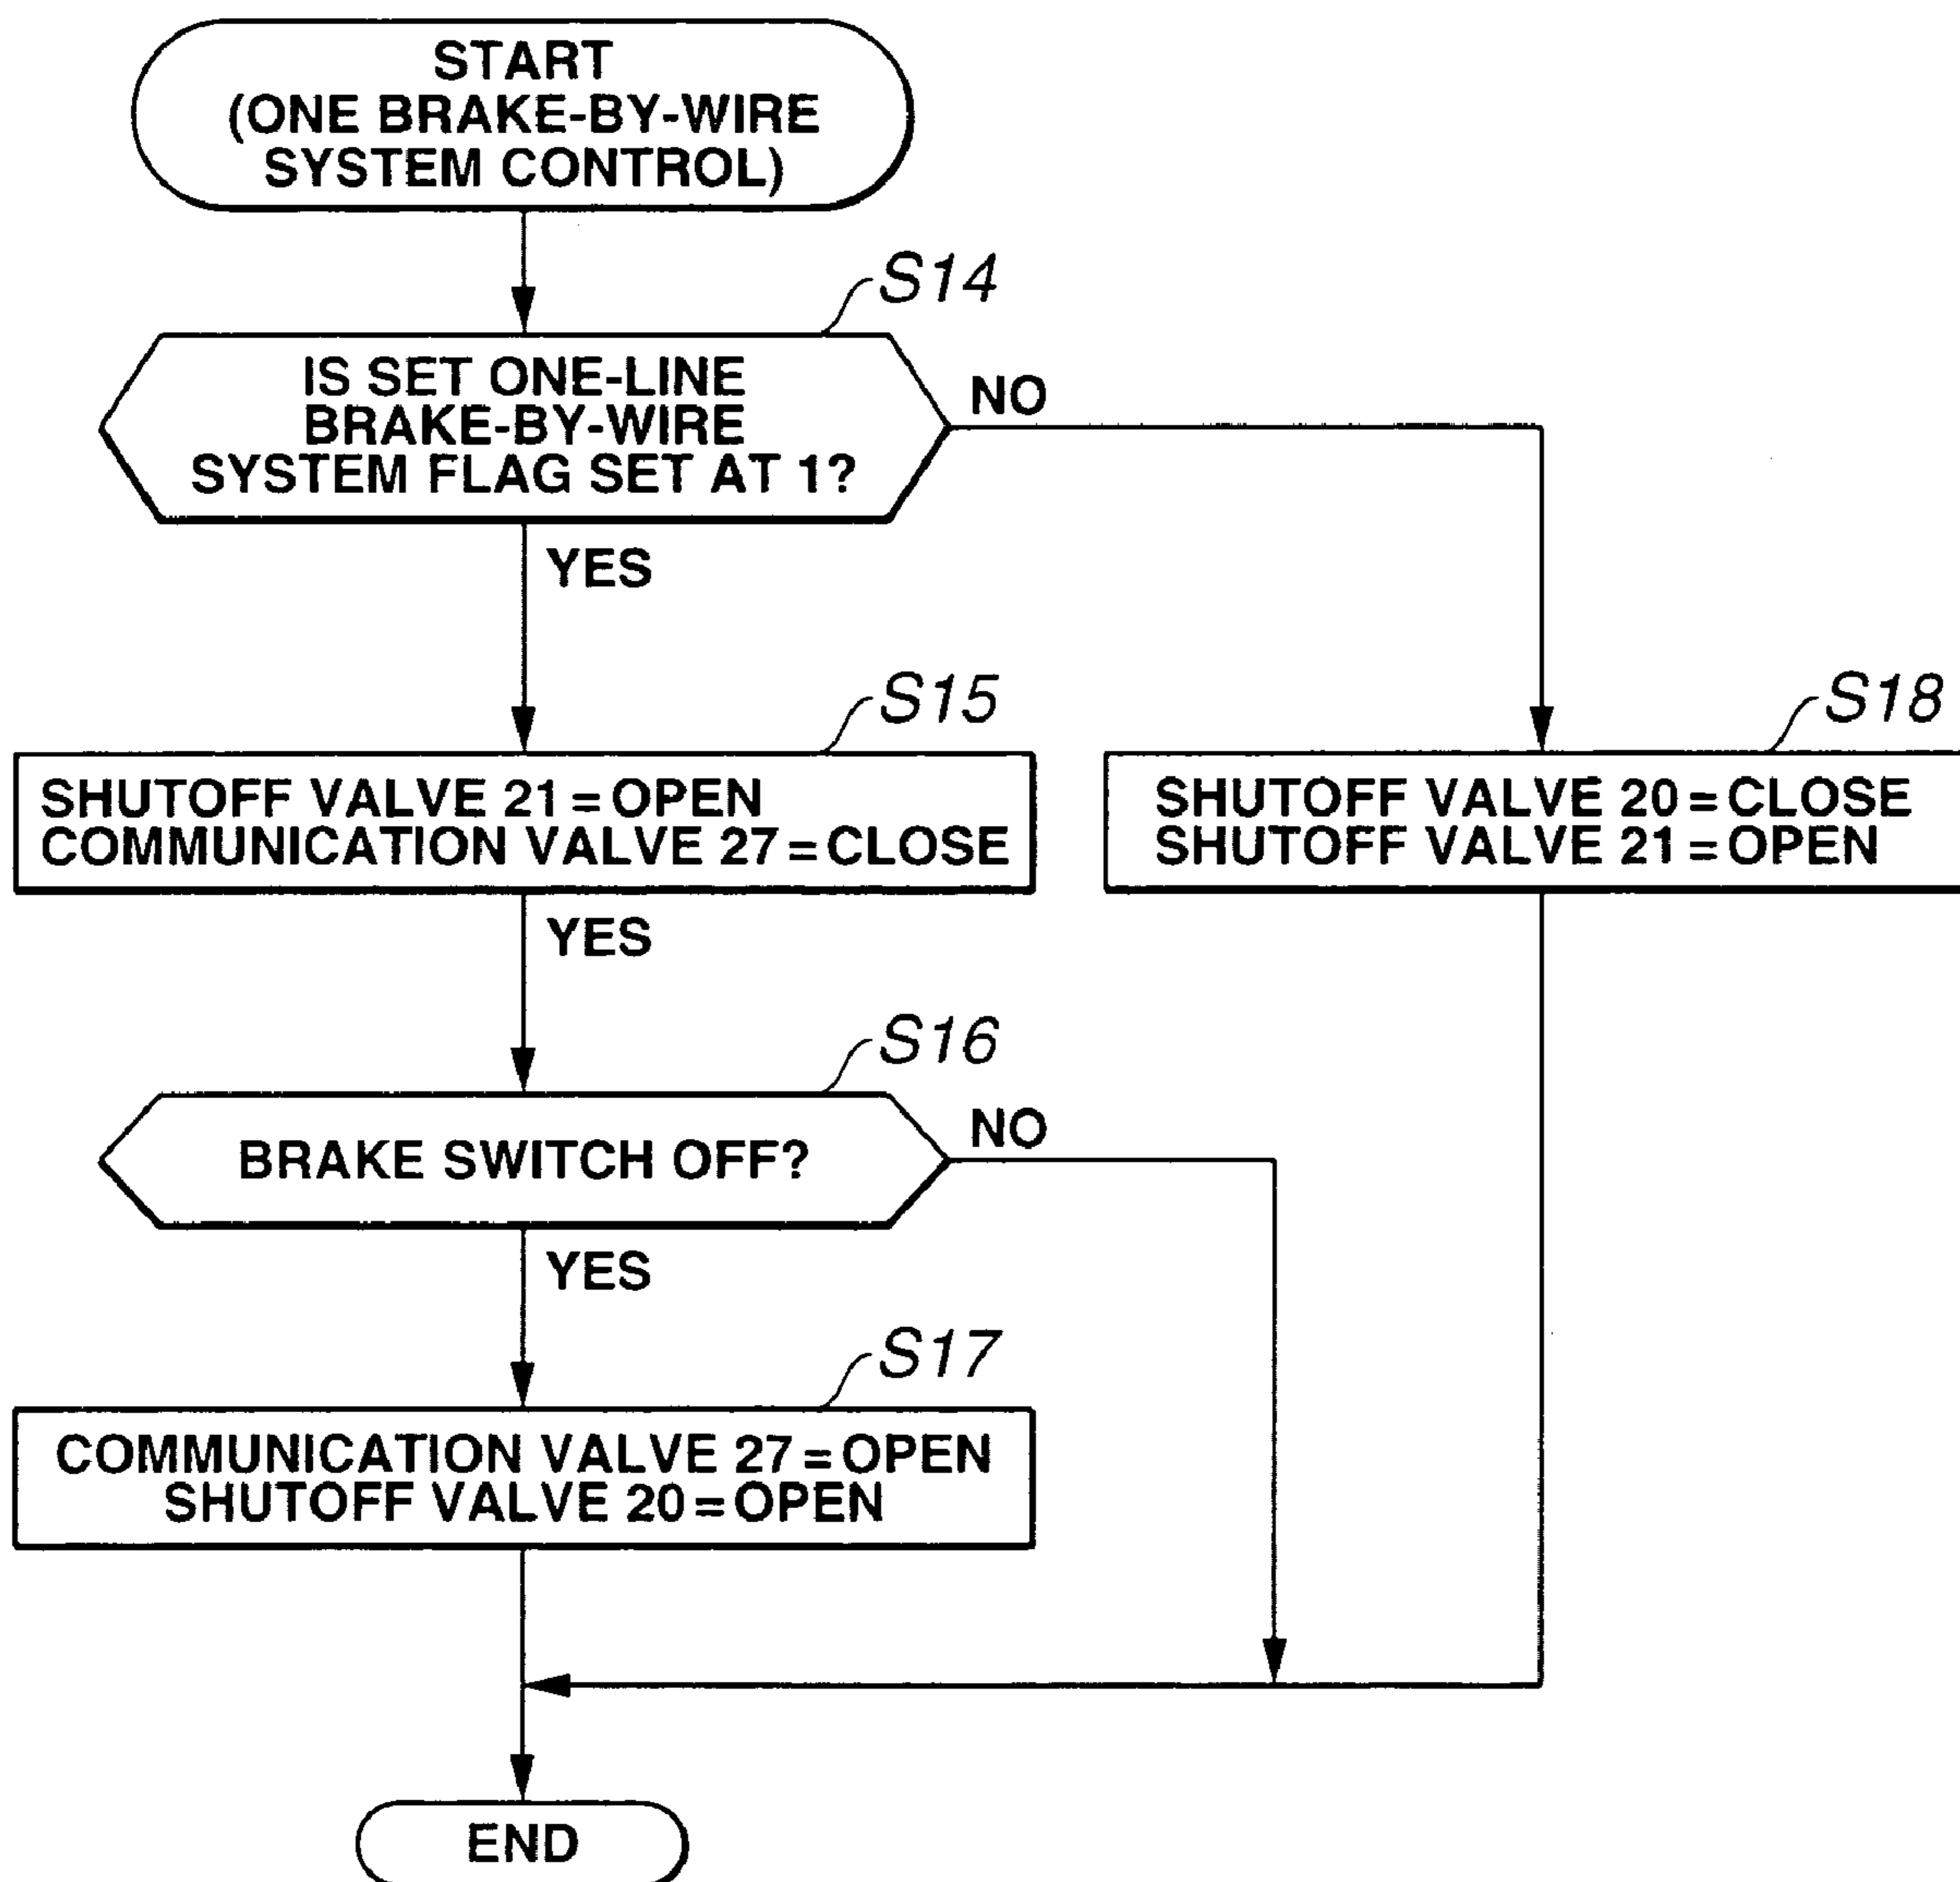 START
(ONE BRAKE-BY-WIRE
SYSTEM CONTROL)
S14
IS SET ONE-LINE
BRAKE-BY-WIRE
SYSTEM FLAG SET AT 1?
NO
YES
S15
SHUTOFF VALVE 21=OPEN
COMMUNICATION VALVE 27=CLOSE
S18
SHUTOFF VALVE 20=CLOSE
SHUTOFF VALVE 21=OPEN
YES
S16
BRAKE SWITCH OFF?
NO
YES
S17
COMMUNICATION VALVE 27=OPEN
SHUTOFF VALVE 20=OPEN
END